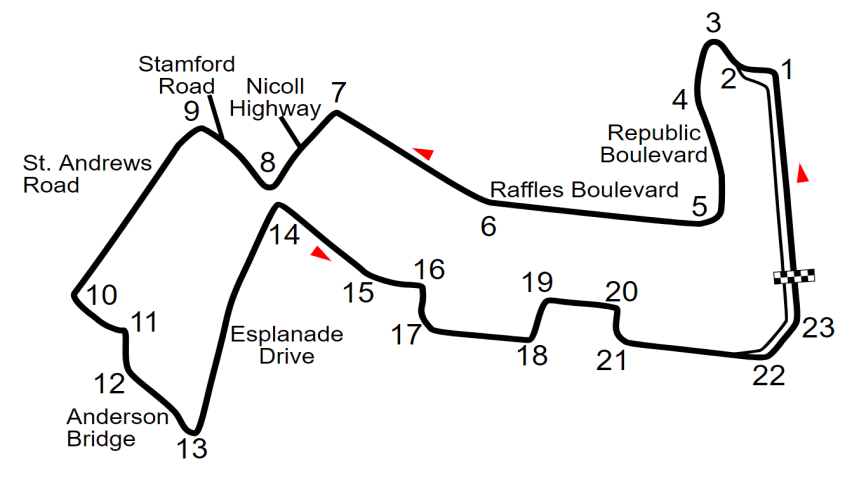 3
1
2
Stamford
Road
Nicoll
Highway
7
4
9
Republic
Boulevard
8
St. Andrews
Road
Raffles Boulevard
5
6
14
16
15
10
19
20
11
23
17
Esplanade
Drive
18
21
22
12
Anderson
Bridge
13